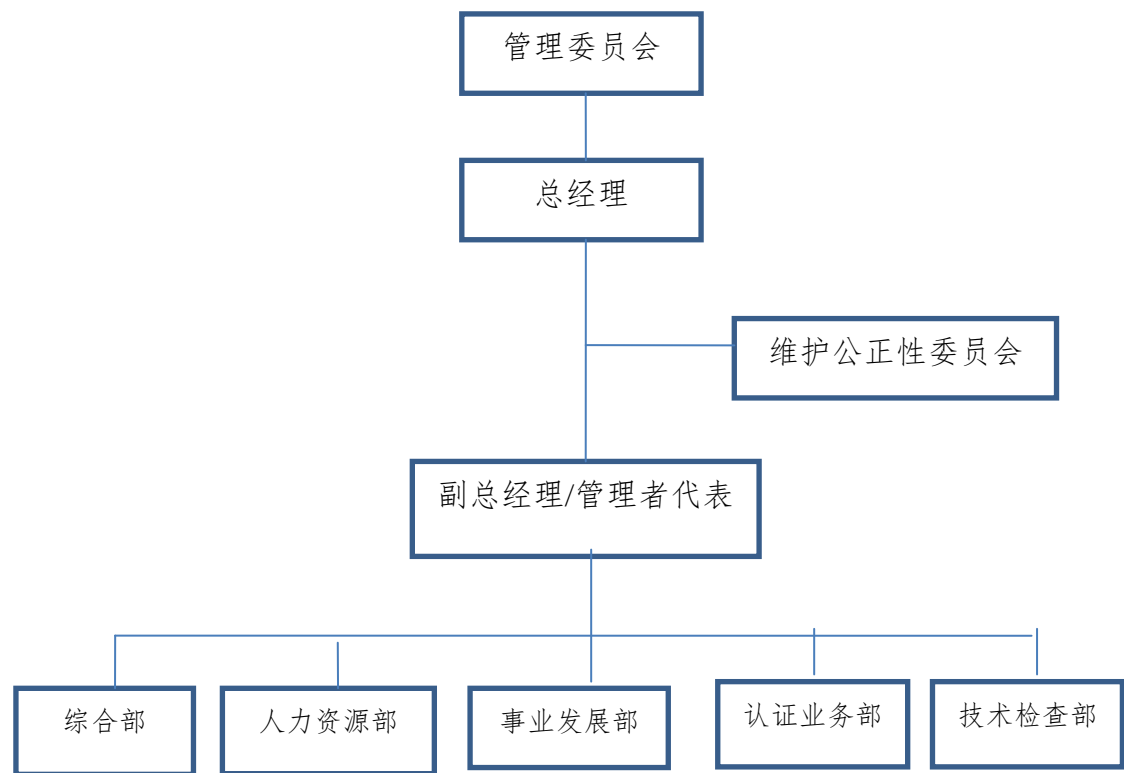 管理委员会
总经理
维护公正性委员会
副总经理/管理者代表
综合部
人力资源部
事业发展部
认证业务部
技术检查部